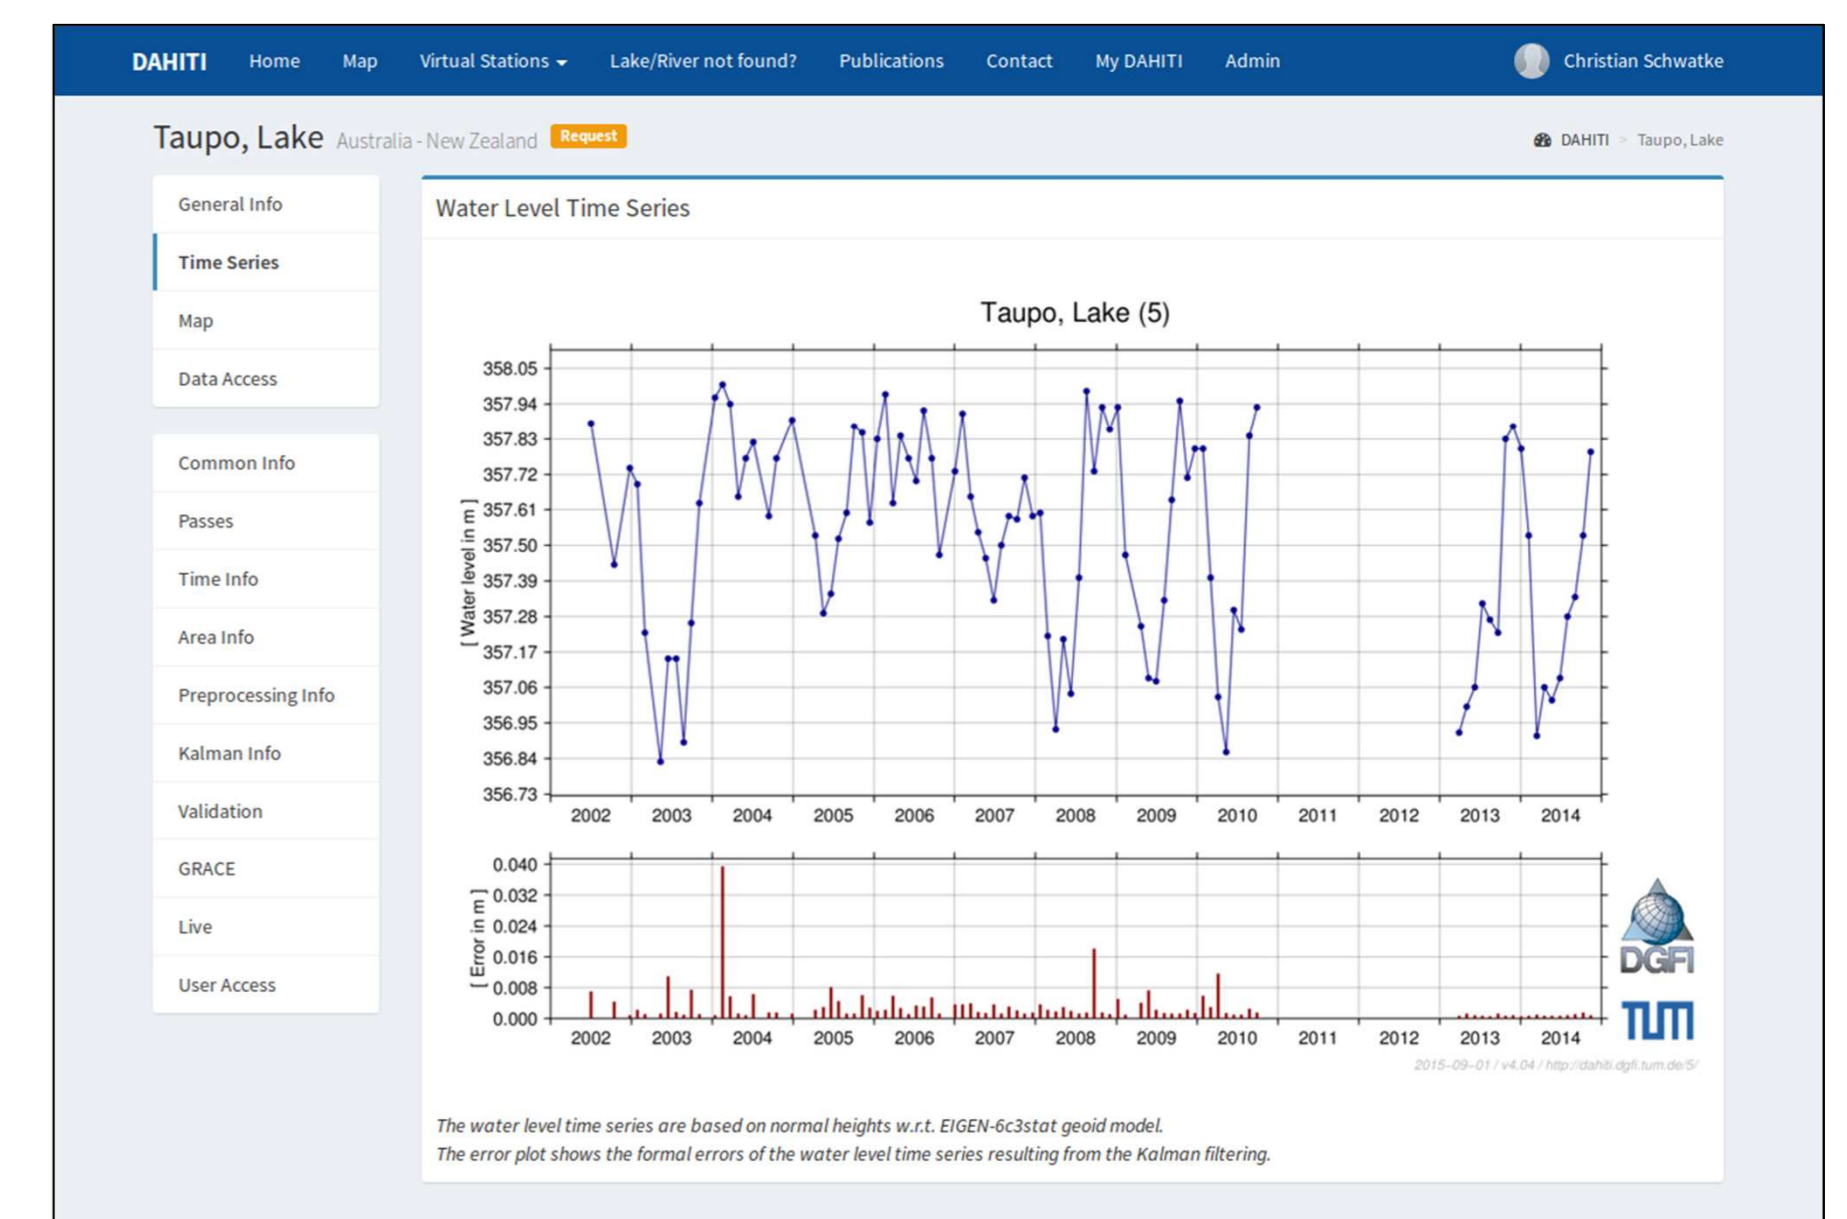 DAHITI Home Map Virtual Stations Lake/River not found? Publications Contact My DAHITI Admin Christian Schwatke
Taupo, Lake Australia - New Zealand Request DAHITI > Taupo, Lake
General Info
Time Series
Map
Data Access
Common Info
Passes
Time Info
Area Info
Preprocessing Info
Kalman Info
Validation
GRACE
Live
User Access
Water Level Time Series
Taupo, Lake (5)
[ Water level in m ]
358.05
357.94
357.83
357.72
357.61
357.50
357.39
357.28
357.17
357.06
356.95
356.84
356.73
2002 2003 2004 2005 2006 2007 2008 2009 2010 2011 2012 2013 2014
[ Error in m ]
0.040
0.032
0.024
0.016
0.008
0.000
2002 2003 2004 2005 2006 2007 2008 2009 2010 2011 2012 2013 2014
DGFI
TUM
2015-09-01 / v4.04 / http://dahiti.dgfi.tum.de/5/
The water level time series are based on normal heights w.r.t. EIGEN-6c3stat geoid model.
The error plot shows the formal errors of the water level time series resulting from the Kalman filtering.